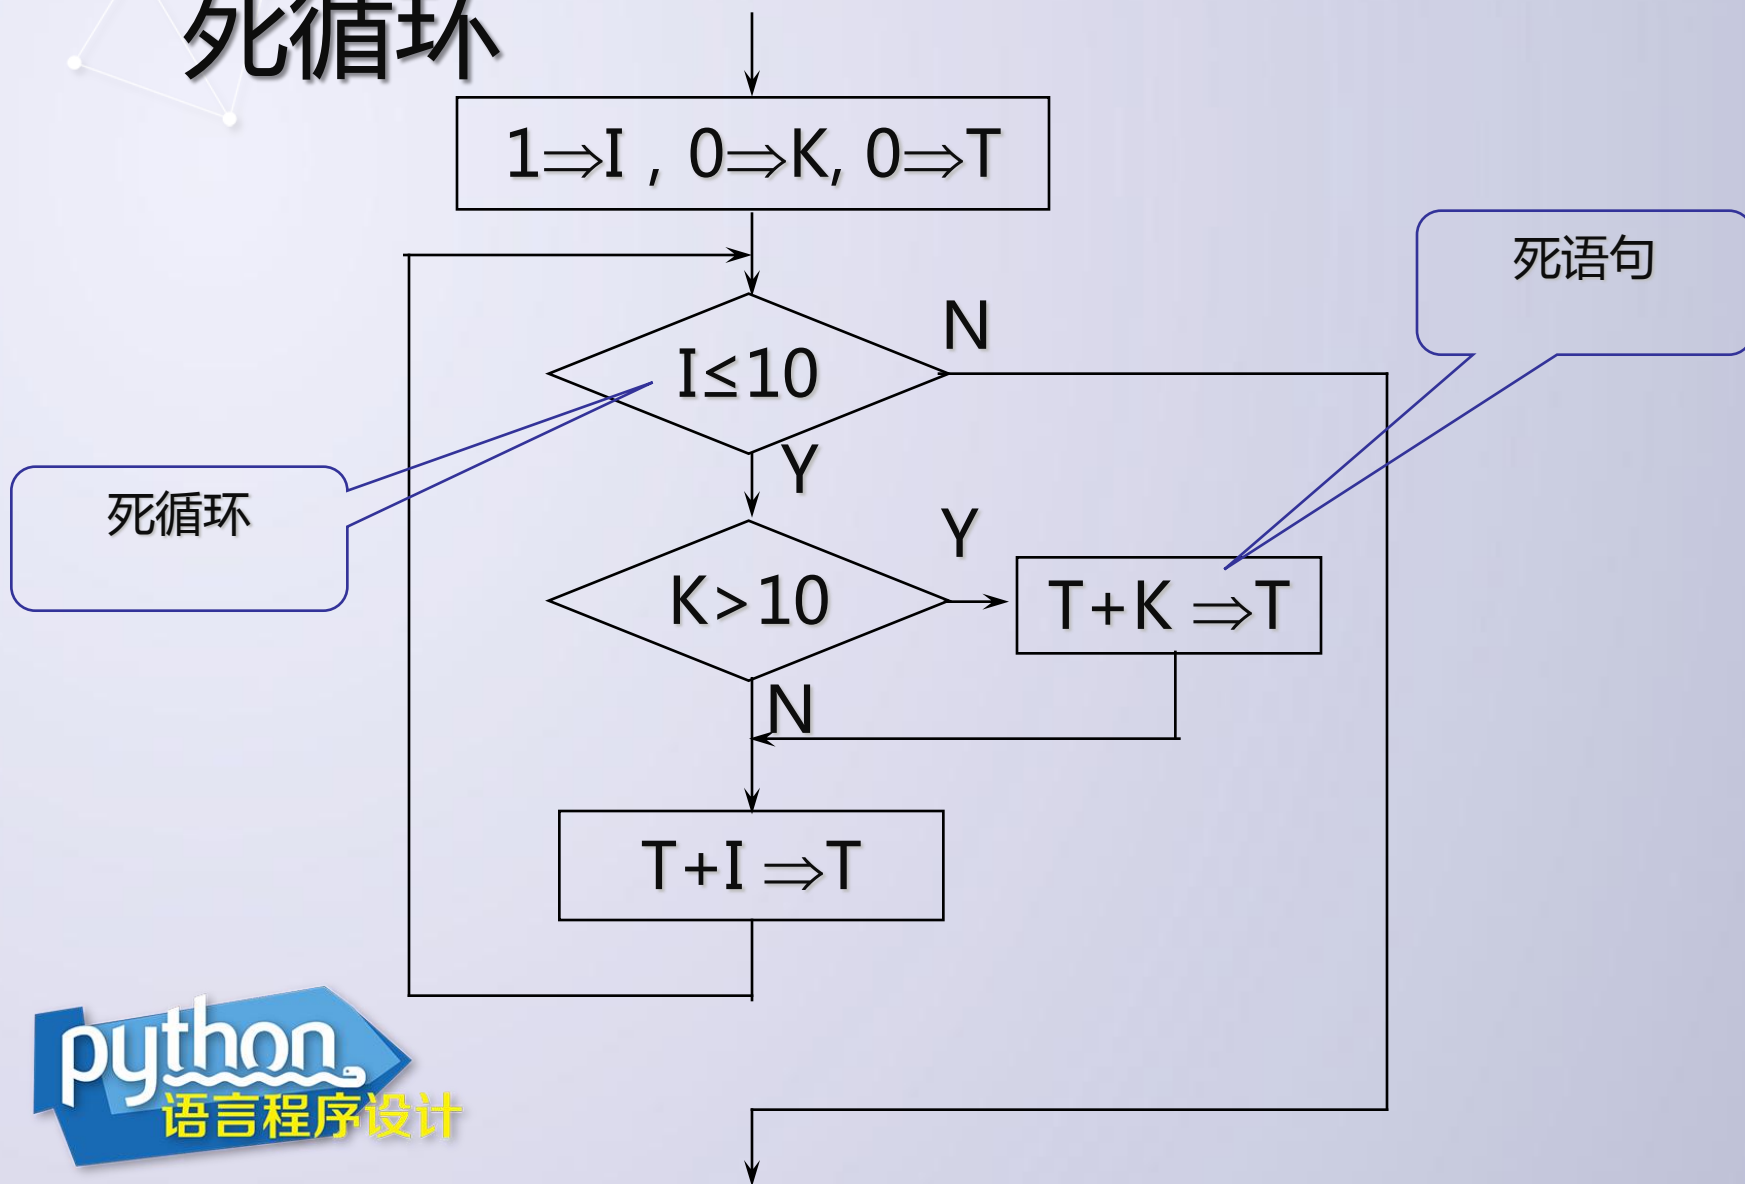 死循环
1⇒I , 0⇒K, 0⇒T
死语句
N
I≤10
Y
死循环
Y
K>10
T+K ⇒T
N
T+I ⇒T
python
语言程序设计